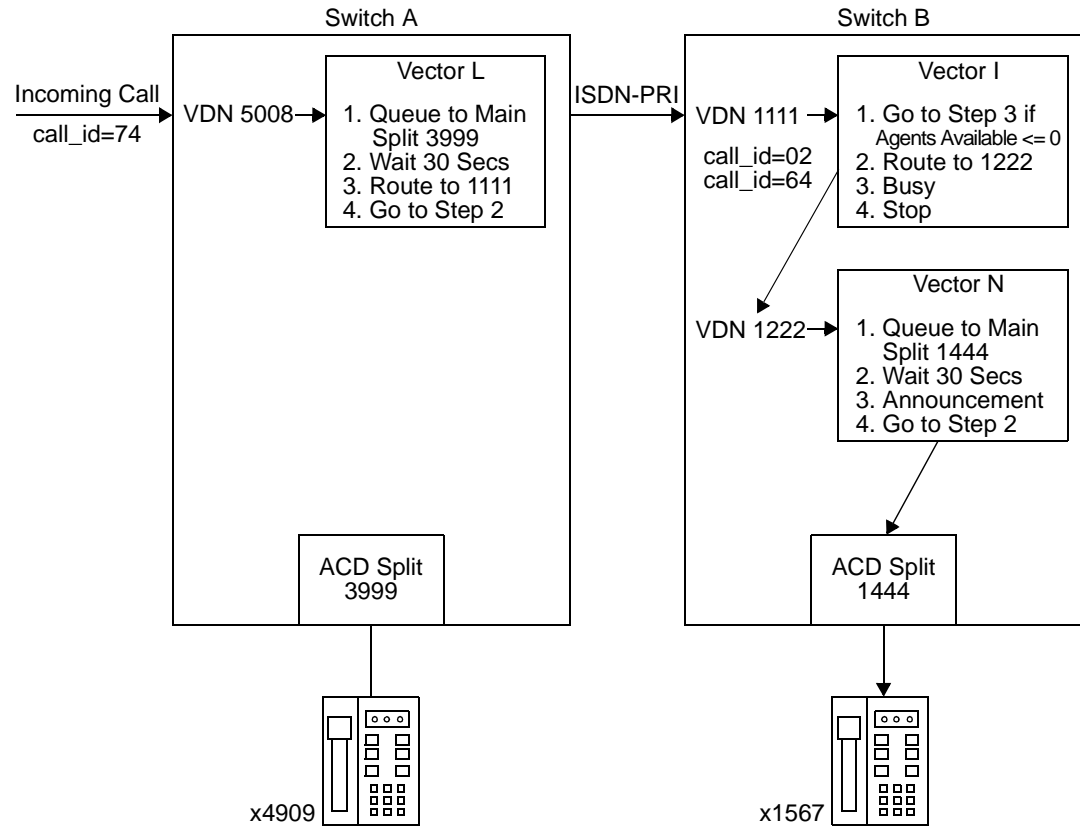 Switch A
Switch B
Incoming Call
call_id=74
VDN 5008
Vector L
1. Queue to Main
Split 3999
2. Wait 30 Secs
3. Route to 1111
4. Go to Step 2
ISDN-PRI
VDN 1111
call_id=02
call_id=64
Vector I
1. Go to Step 3 if
Agents Available <= 0
2. Route to 1222
3. Busy
4. Stop
VDN 1222
Vector N
1. Queue to Main
Split 1444
2. Wait 30 Secs
3. Announcement
4. Go to Step 2
ACD Split
3999
ACD Split
1444
x4909
x1567